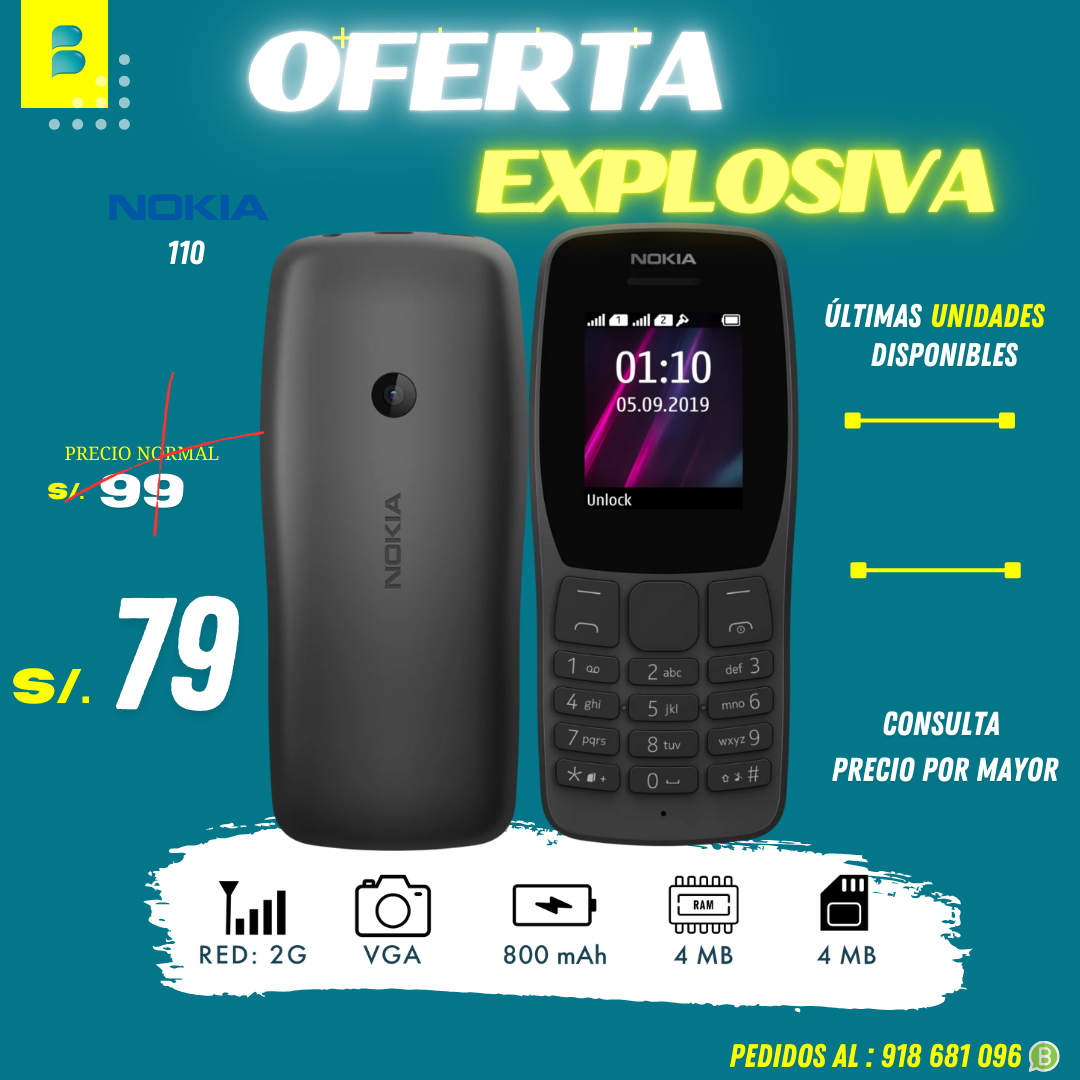 OFERTA
EXPLOSIVA
NOKIA
110
NOKIA
1 2
01:10
05.09.2019
Unlock
ÚLTIMAS UNIDADES
DISPONIBLES
PRECIO NORMAL
S/. 99
NOKIA
S/. 79
1
2 abc
def 3
4 ghi
5 jkl
mno 6
7 pqrs
8 tuv
wxyz 9
* +
0
#
CONSULTA
PRECIO POR MAYOR
RAM
RED: 2G
VGA
800 mAh
4 MB
4 MB
PEDIDOS AL : 918 681 096
B